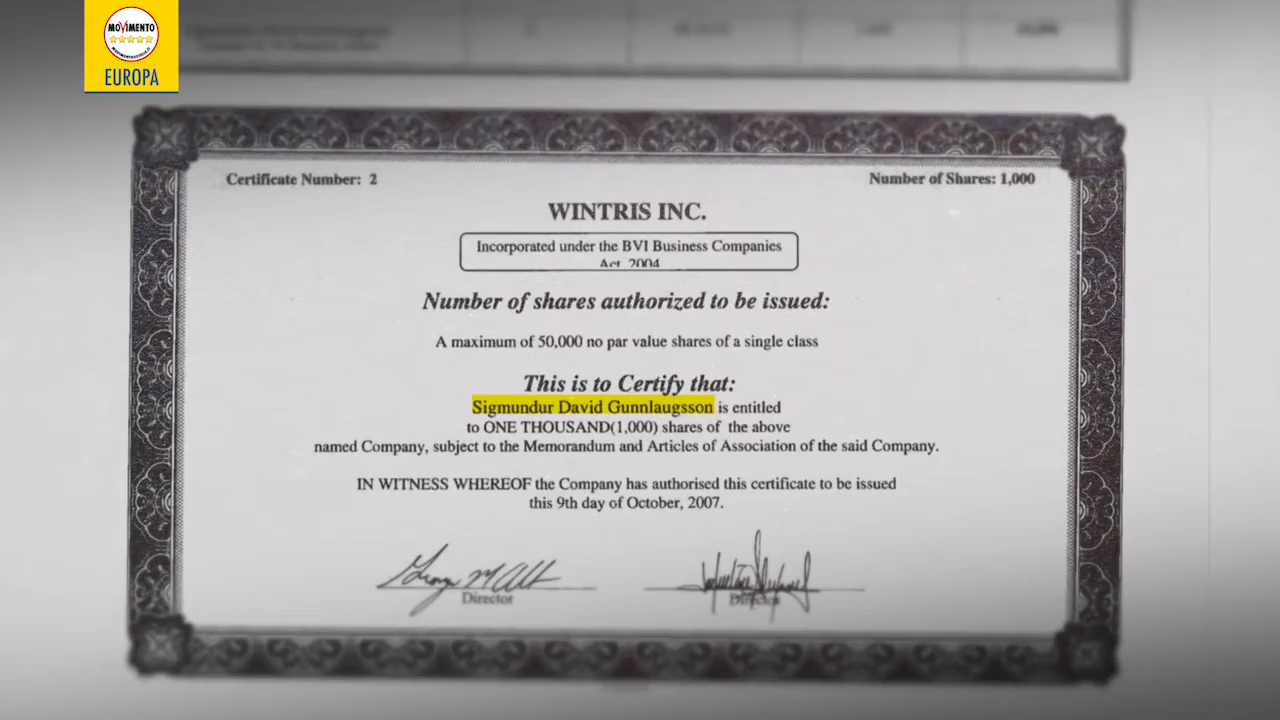 MOVIMENTO
MOVIMENTO5STELLE.IT
EUROPA
Certificate Number: 2
Number of Shares: 1,000
WINTRIS INC.
Incorporated under the BVI Business Companies
Act, 2004
Number of shares authorized to be issued:
A maximum of 50,000 no par value shares of a single class
This is to Certify that:
Sigmundur David Gunnlaugsson is entitled
to ONE THOUSAND(1,000) shares of the above
named Company, subject to the Memorandum and Articles of Association of the said Company.
IN WITNESS WHEREOF the Company has authorised this certificate to be issued
this 9th day of October, 2007.
Director
Director